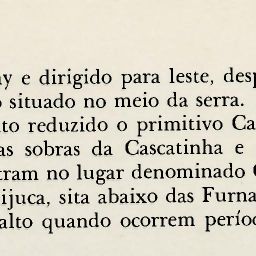 y e dirigido para leste, desp
o situado no meio da serra.
to reduzido o primitivo Ca
as sobras da Cascatinha e
tram no lugar denominado
ijuca, sita abaixo das Furna
alto quando ocorrem períod